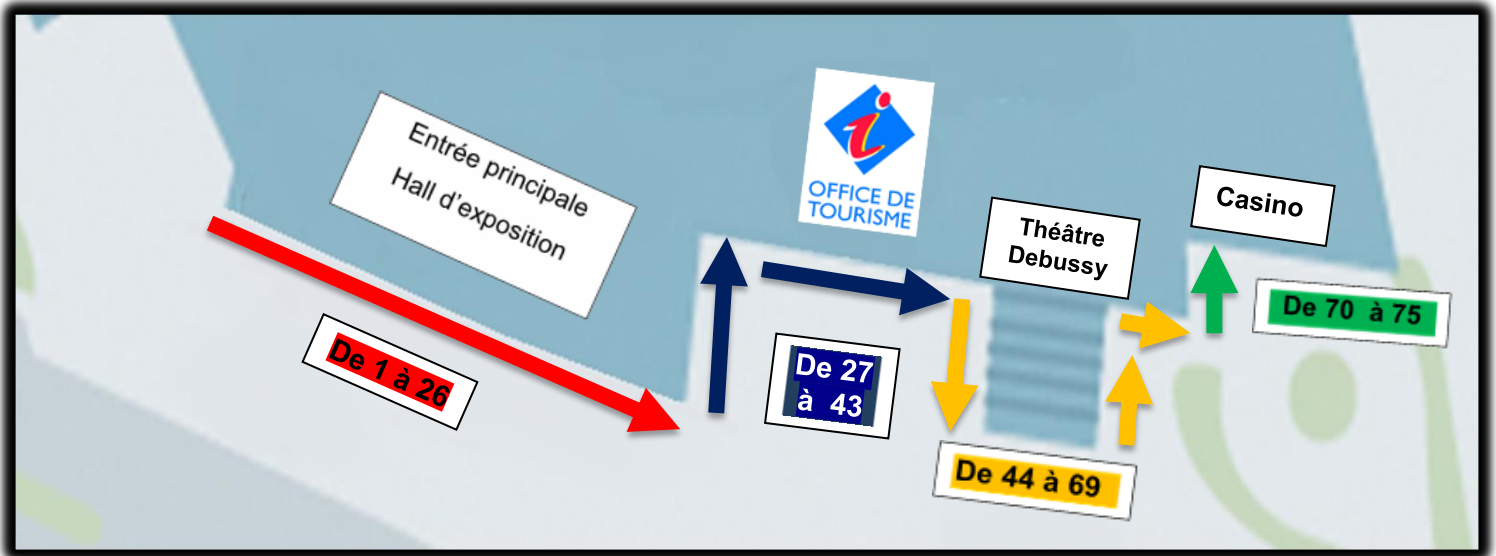 Entrée principale
Hall d'exposition
De 1 à 26
OFFICE DE
TOURISME
De 27
à 43
Théâtre
Debussy
De 44 à 69
Casino
De 70 à 75